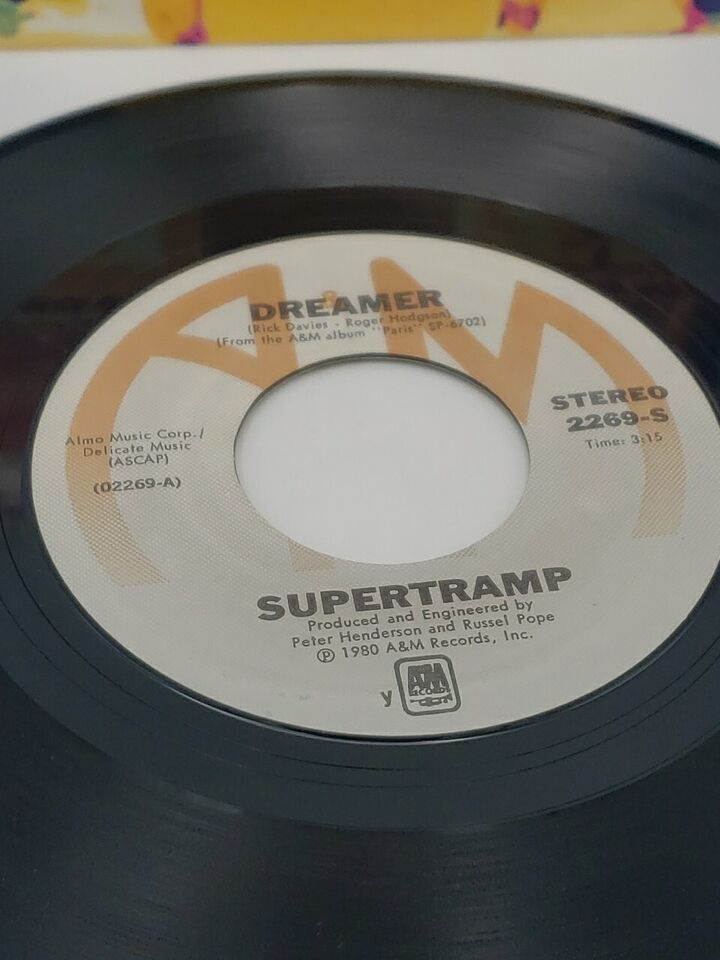 DREAMER
(Rick Davies - Roger Hodgson)
(From the A&M album "Paris" SP-6702)
STEREO
2269-S
Time: 3:15
Almo Music Corp./
Delicate Music
(ASCAP)
(02269-A)
SUPERTRAMP
Produced and Engineered by
Peter Henderson and Russel Pope
℗ 1980 A&M Records, Inc.
y
A&M
RECORDS